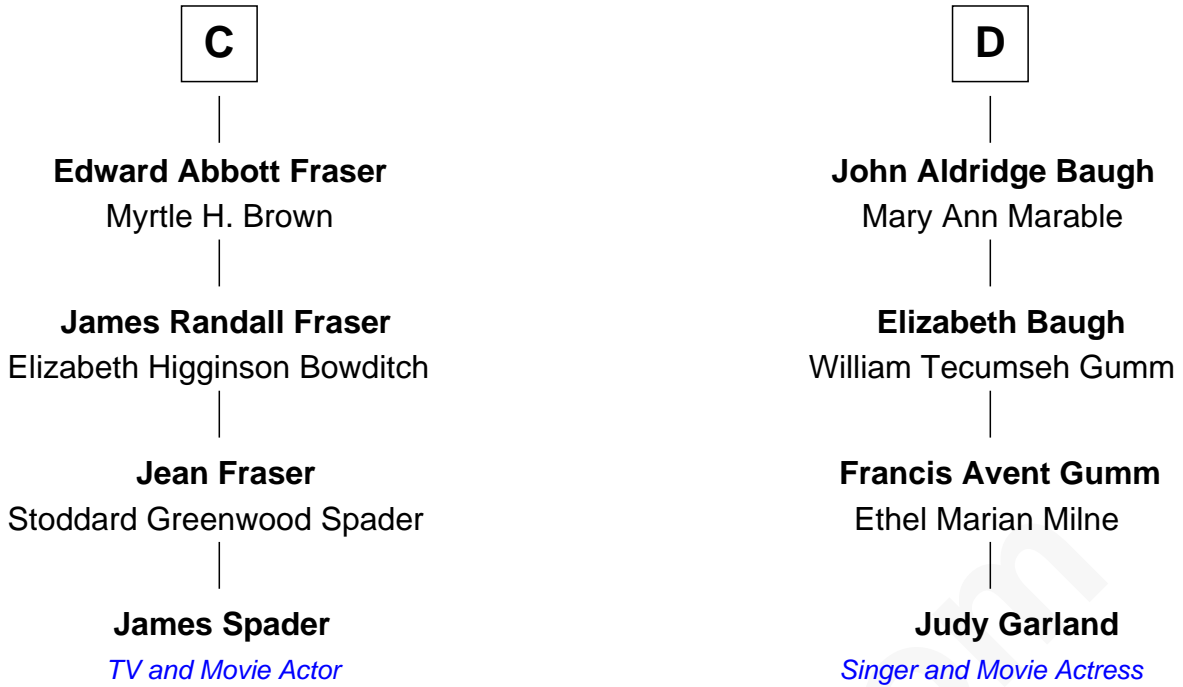 C
Edward Abbott Fraser
Myrtle H. Brown
James Randall Fraser
Elizabeth Higginson Bowditch
Jean Fraser
Stoddard Greenwood Spader
James Spader
TV and Movie Actor
D
John Aldridge Baugh
Mary Ann Marable
Elizabeth Baugh
William Tecumseh Gumm
Francis Avent Gumm
Ethel Marian Milne
Judy Garland
Singer and Movie Actress